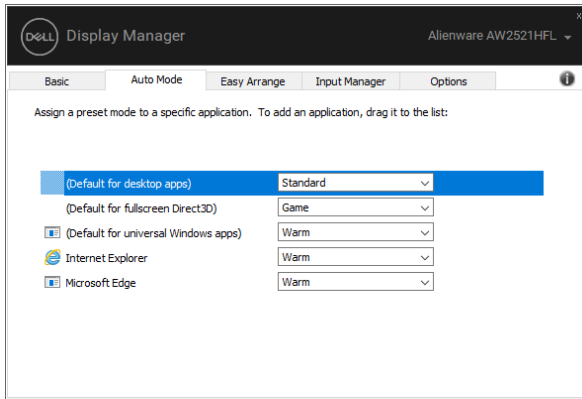 DELL Display Manager Alienware AW2521HFL
x
Basic Auto Mode Easy Arrange Input Manager Options
Assign a preset mode to a specific application. To add an application, drag it to the list:
(Default for desktop apps) Standard
(Default for fullscreen Direct3D) Game
(Default for universal Windows apps) Warm
Internet Explorer Warm
Microsoft Edge Warm